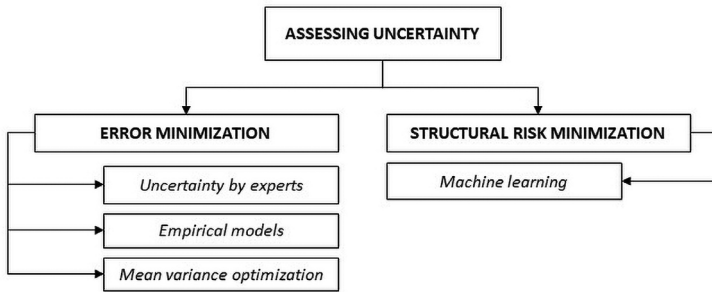 ASSESSING UNCERTAINTY
ERROR MINIMIZATION
Uncertainty by experts
Empirical models
Mean variance optimization
STRUCTURAL RISK MINIMIZATION
Machine learning